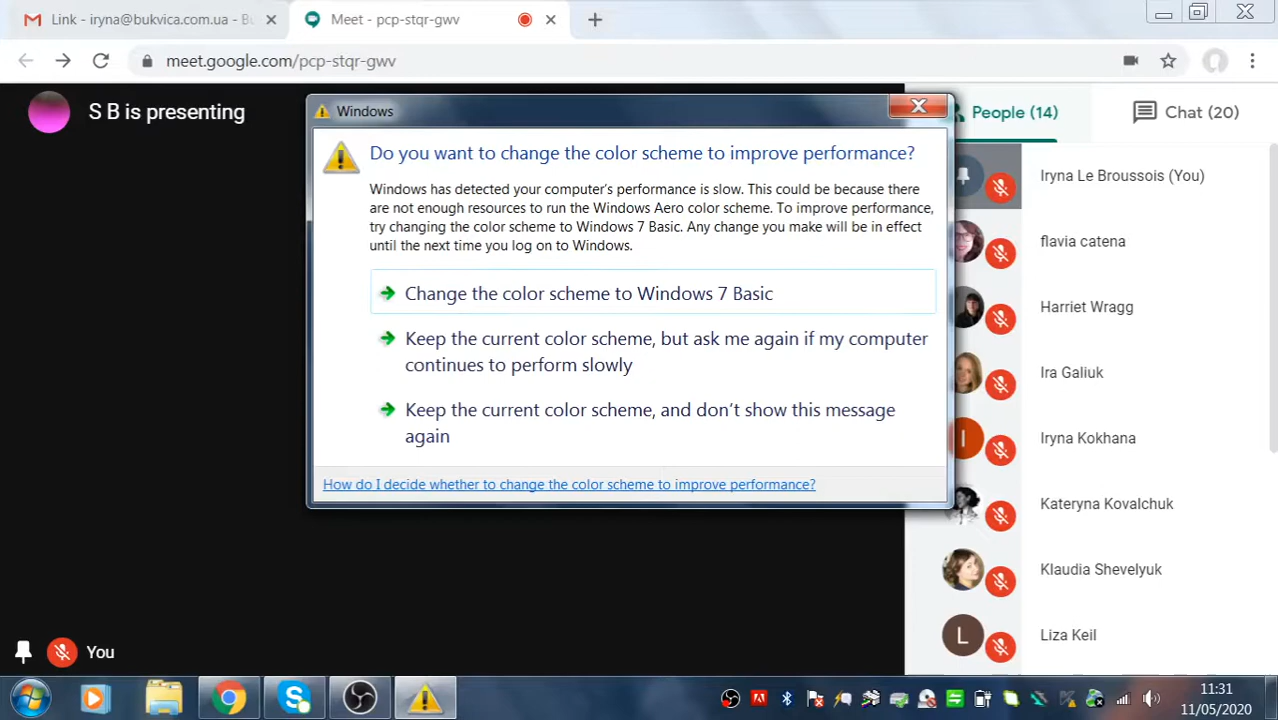 Link - iryna@bukvica.com.ua - Bu
Meet - pcp-stqr-gwv
meet.google.com/pcp-stqr-gwv
S B is presenting
People (14)
Chat (20)
Windows
Do you want to change the color scheme to improve performance?
Windows has detected your computer's performance is slow. This could be because there
are not enough resources to run the Windows Aero color scheme. To improve performance,
try changing the color scheme to Windows 7 Basic. Any change you make will be in effect
until the next time you log on to Windows.
Change the color scheme to Windows 7 Basic
Keep the current color scheme, but ask me again if my computer
continues to perform slowly
Keep the current color scheme, and don't show this message
again
How do I decide whether to change the color scheme to improve performance?
Iryna Le Broussois (You)
flavia catena
Harriet Wragg
Ira Galiuk
I
Iryna Kokhana
Kateryna Kovalchuk
Klaudia Shevelyuk
L
Liza Keil
You
11:31
11/05/2020